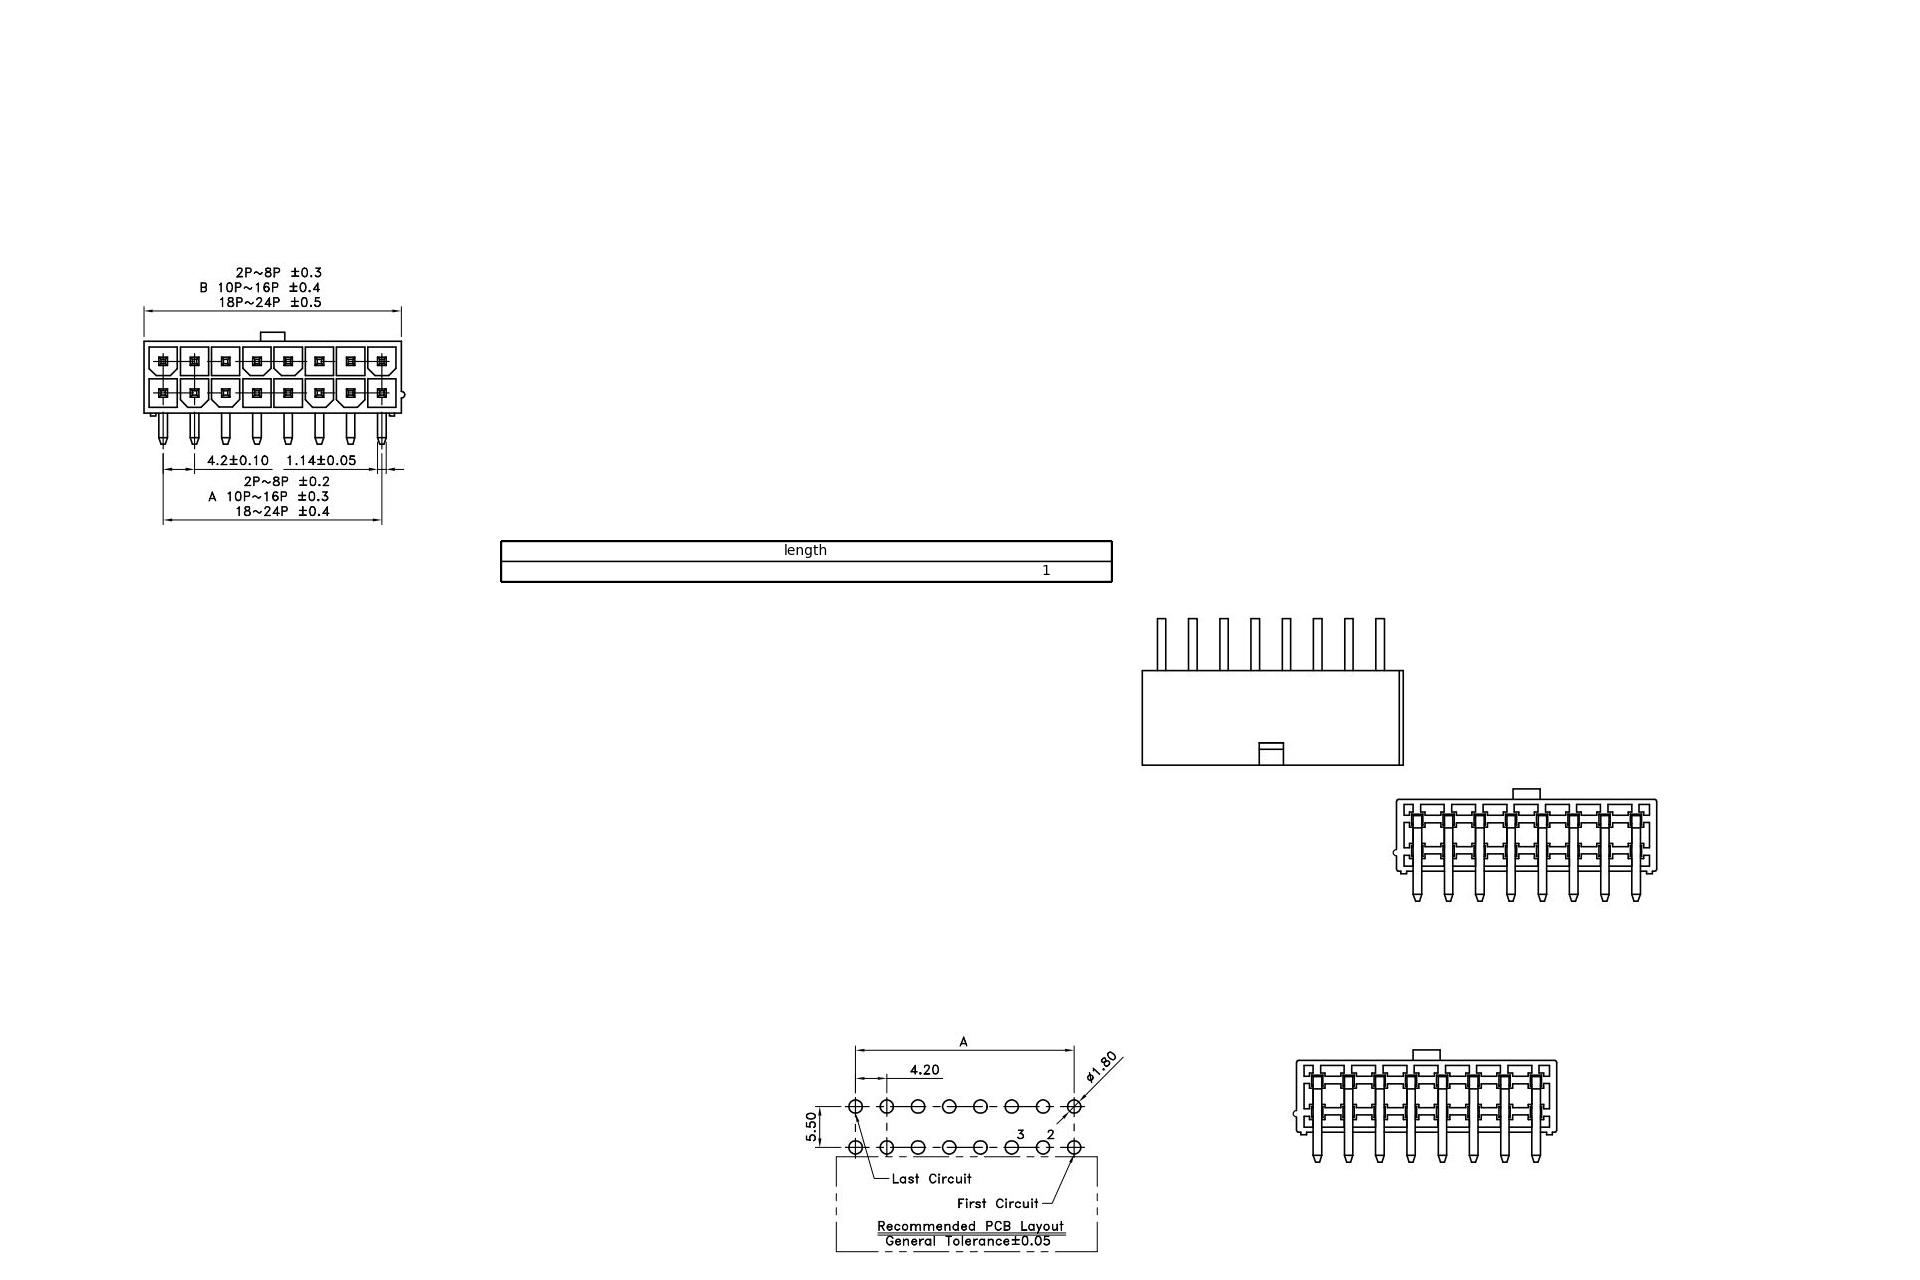 2P~8P ±0.3
B 10P~16P ±0.4
18P~24P ±0.5
4.2±0.10 1.14±0.05
2P~8P ±0.2
A 10P~16P ±0.3
18~24P ±0.4
length
1
A
4.20
ø1.80
5.50
3 2
Last Circuit
First Circuit
Recommended PCB Layout
General Tolerance±0.05